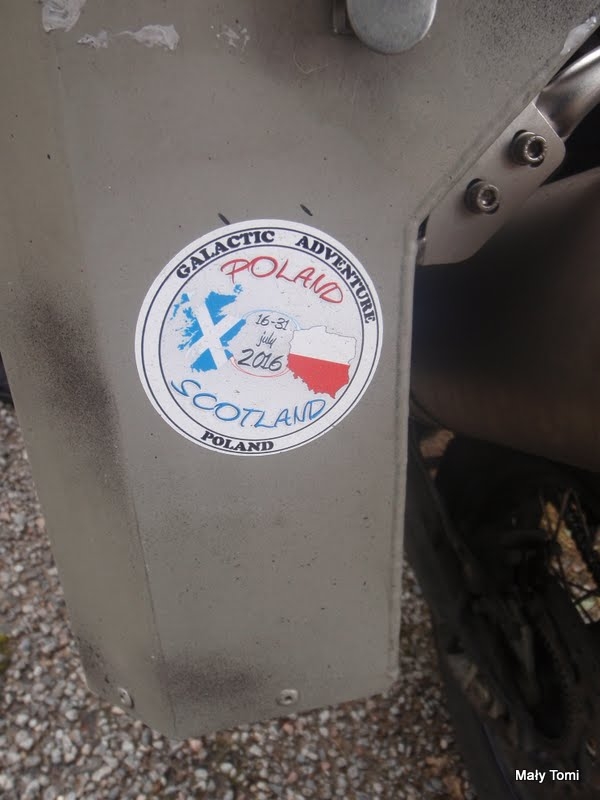 GALACTIC ADVENTURE
POLAND
16-31
july
2016
SCOTLAND
POLAND
Mały Tomi